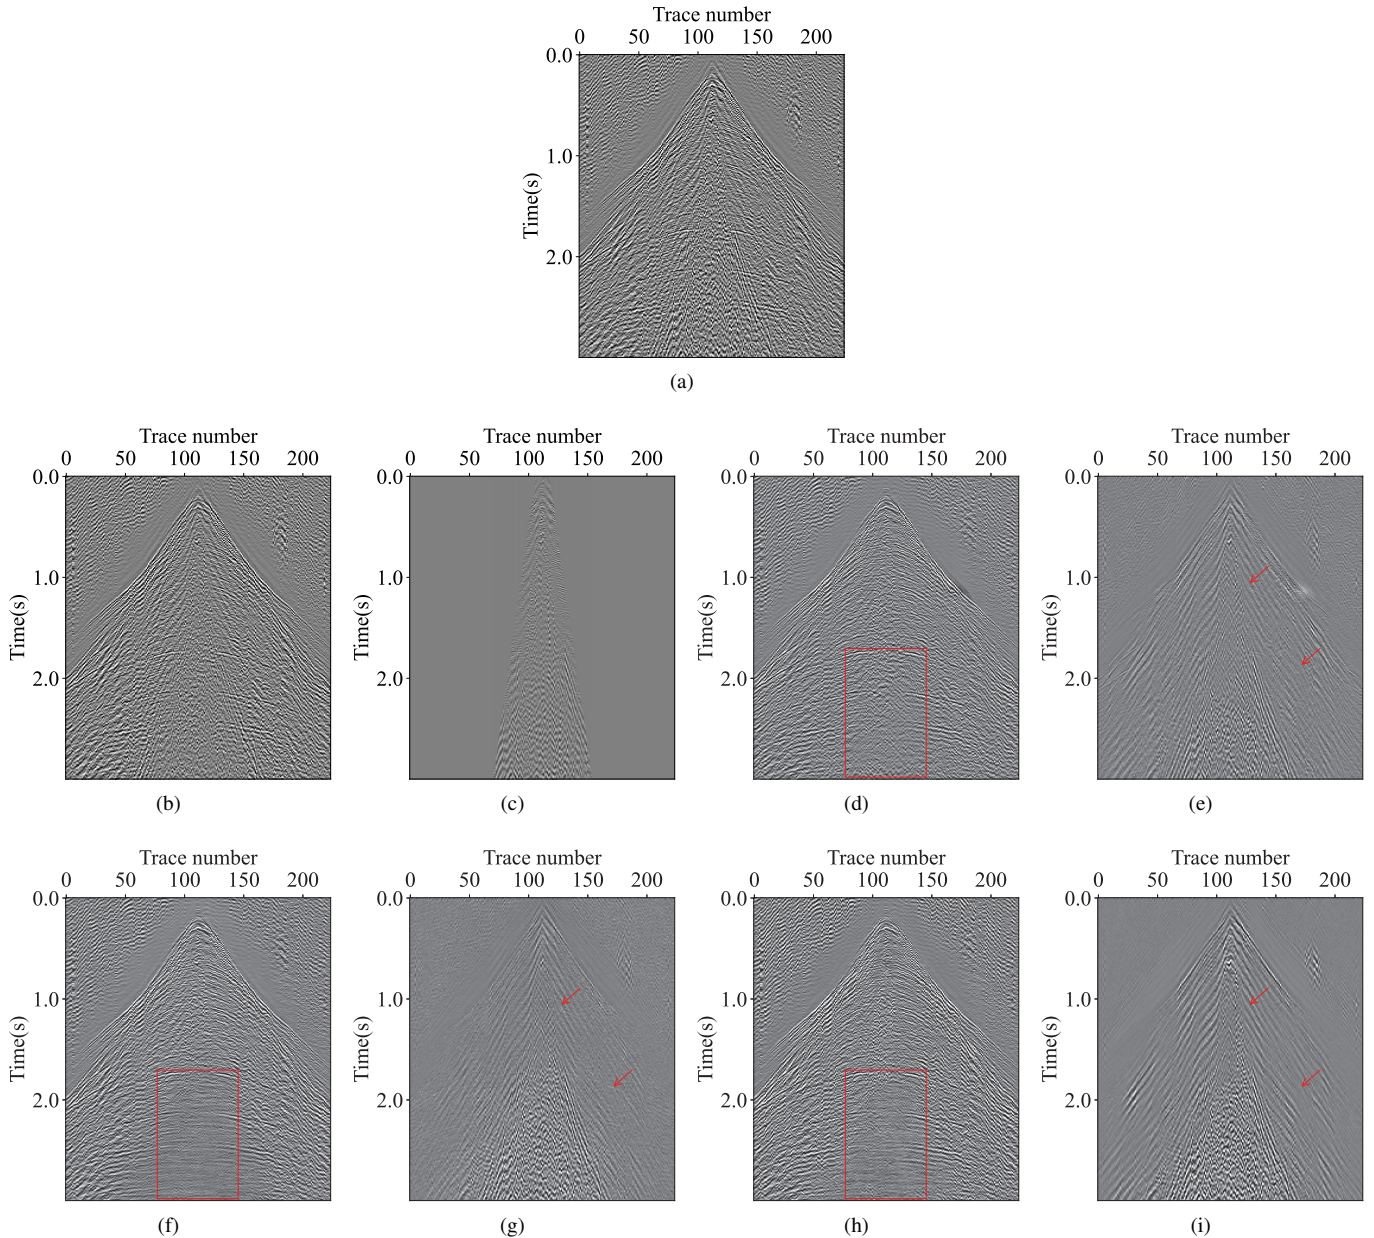 Trace number
0 50 100 150 200
0.0
1.0
Time(s)
2.0
(a)
Trace number Trace number Trace number Trace number
0 50 100 150 200 0 50 100 150 200 0 50 100 150 200 0 50 100 150 200
0.0 0.0 0.0 0.0
1.0 1.0 1.0 1.0
Time(s) Time(s) Time(s) Time(s)
2.0 2.0 2.0 2.0
(b) (c) (d) (e)
Trace number Trace number Trace number Trace number
0 50 100 150 200 0 50 100 150 200 0 50 100 150 200 0 50 100 150 200
0.0 0.0 0.0 0.0
1.0 1.0 1.0 1.0
Time(s) Time(s) Time(s) Time(s)
2.0 2.0 2.0 2.0
(f) (g) (h) (i)